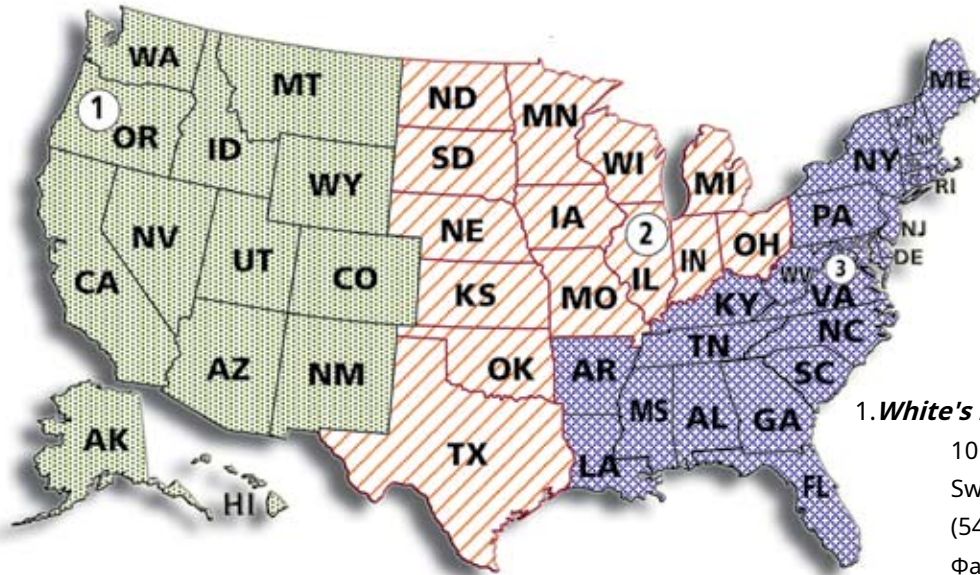 WA
MT
ND
MN
ME
1
OR
ID
SD
WI
MI
VT
NH
NY
RI
WY
NE
IA
PA
NJ
NV
UT
CO
2
IL
IN
OH
WV
3
DE
CA
KS
MO
KY
VA
AZ
NM
OK
AR
TN
NC
SC
MS
AL
GA
AK
HI
TX
LA
FL
1.White's
10
Sw
(54
Фа